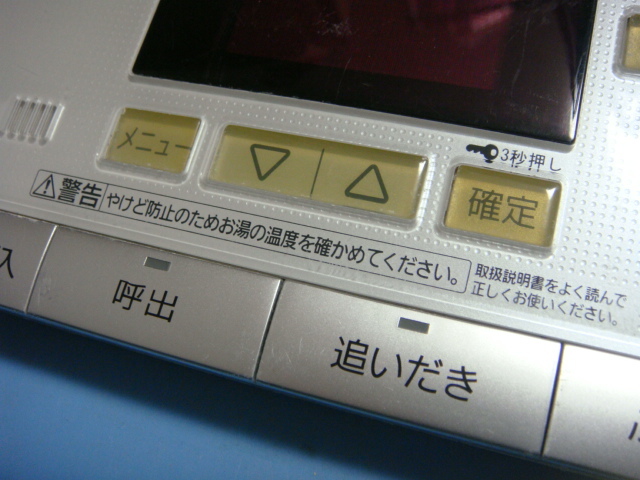 3秒押し
メニュー
▽ △
確定
⚠警告 やけど防止のためお湯の温度を確かめてください。
取扱説明書をよく読んで
正しくお使いください。
呼出
追いだき